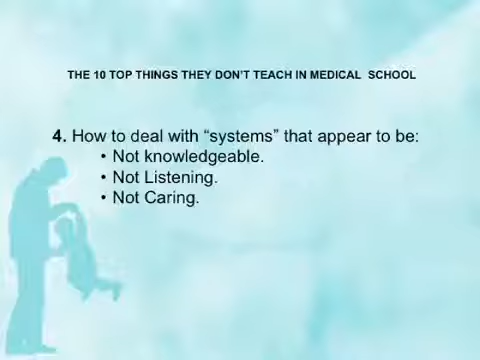 THE 10 TOP THINGS THEY DON'T TEACH IN MEDICAL  SCHOOL
4. How to deal with “systems” that appear to be:
• Not knowledgeable.
• Not Listening.
• Not Caring.